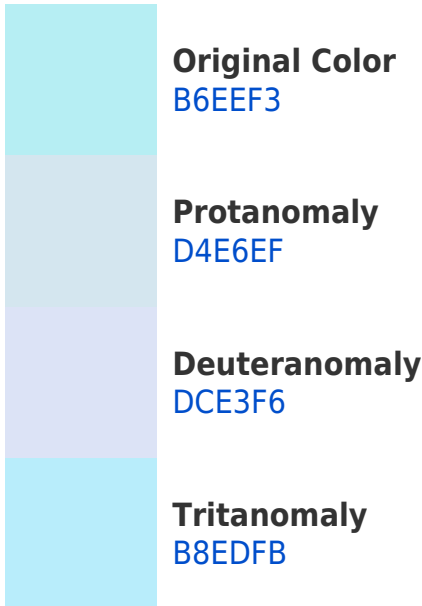 Original Color
B6EEF3
Protanomaly
D4E6EF
Deuteranomaly
DCE3F6
Tritanomaly
B8EDFB